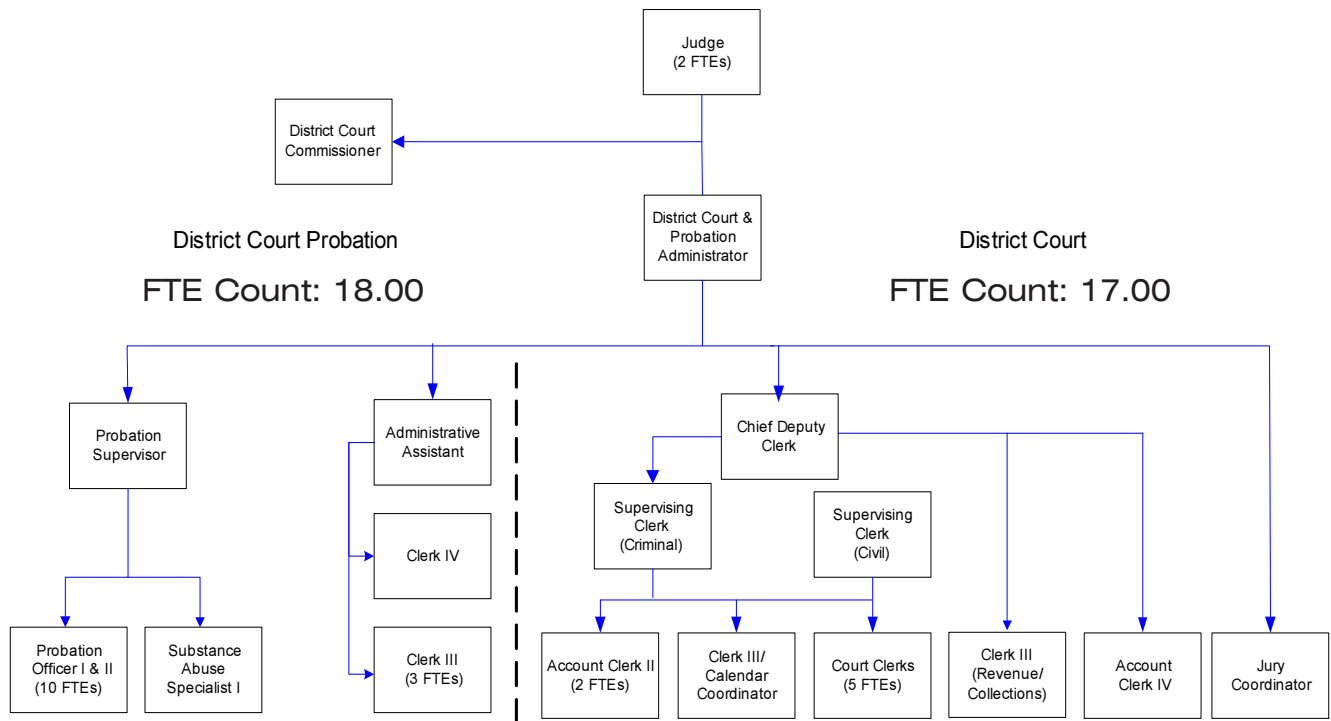 Judge
(2 FTEs)
District Court
Commissioner
District Court &
Probation
Administrator
District Court Probation
FTE Count: 18.00
District Court
FTE Count: 17.00
Probation
Supervisor
Administrative
Assistant
Chief Deputy
Clerk
Supervising
Clerk
(Criminal)
Supervising
Clerk
(Civil)
Clerk IV
Probation
Officer I & II
(10 FTEs)
Substance
Abuse
Specialist I
Clerk III
(3 FTEs)
Account Clerk II
(2 FTEs)
Clerk III/
Calendar
Coordinator
Court Clerks
(5 FTEs)
Clerk III
(Revenue/
Collections)
Account
Clerk IV
Jury
Coordinator